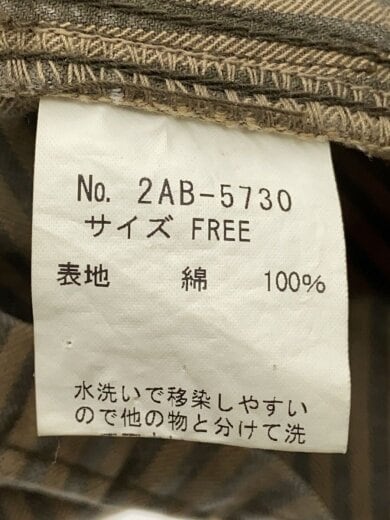 No. 2AB-5730
サイズ FREE
表地 綿 100%
水洗いで移染しやすい
ので他の物と分けて洗